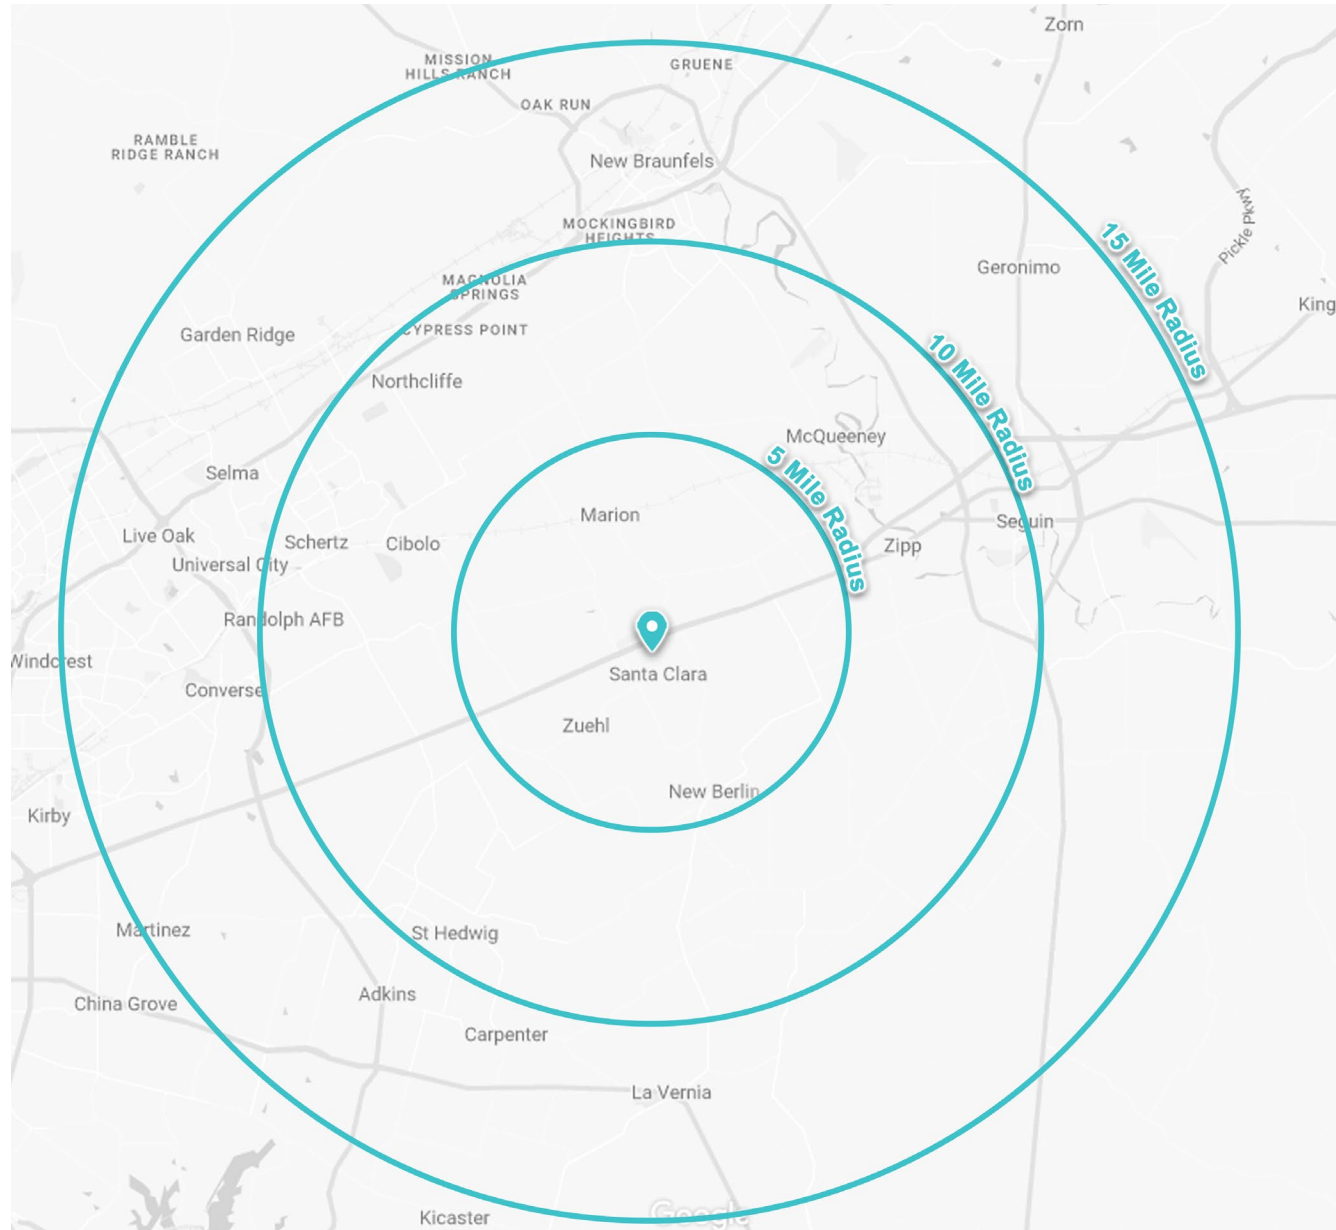 Zorn
MISSION
HILLS RANCH
GRUENE
OAK RUN
RAMBLE
RIDGE RANCH
New Braunfels
Pickle Pkwy
MOCKINGBIRD
HEIGHTS
15 Mile Radius
Geronimo
MAGNOLIA
SPRINGS
King
CYPRESS POINT
Garden Ridge
10 Mile Radius
Northcliffe
McQueeney
5 Mile Radius
Selma
Marion
Seguin
Live Oak
Schertz
Cibolo
Zipp
Universal City
Randolph AFB
Windcrest
Santa Clara
Converse
Zuehl
New Berlin
Kirby
Martinez
St Hedwig
Adkins
China Grove
Carpenter
La Vernia
Kicaster
Google